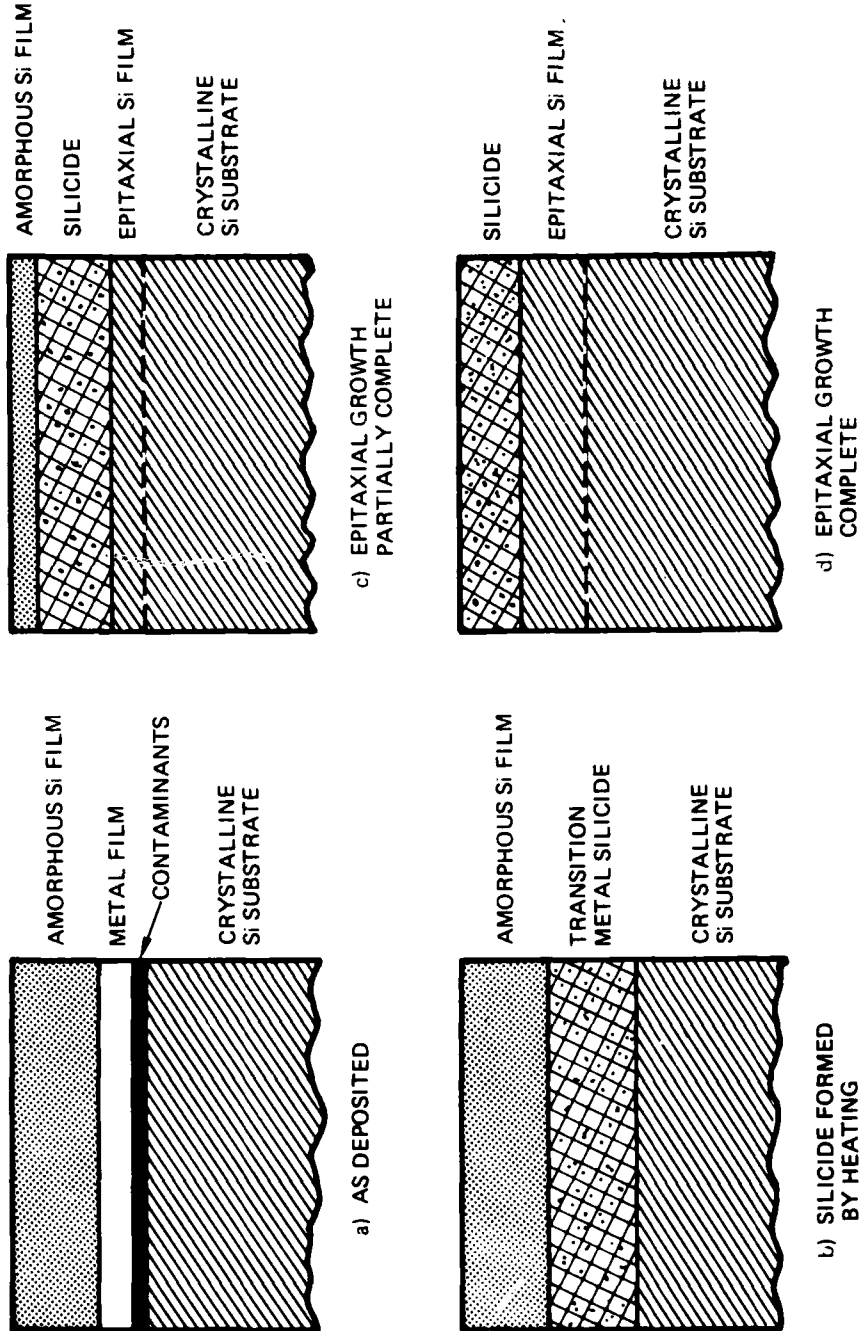 AMORPHOUS Si FILM
METAL FILM
CONTAMINANTS
CRYSTALLINE
Si SUBSTRATE
a) AS DEPOSITED
AMORPHOUS Si FILM
TRANSITION
METAL SILICIDE
CRYSTALLINE
Si SUBSTRATE
b) SILICIDE FORMED
BY HEATING
AMORPHOUS Si FILM
SILICIDE
EPITAXIAL Si FILM
CRYSTALLINE
Si SUBSTRATE
c) EPITAXIAL GROWTH
PARTIALLY COMPLETE
SILICIDE
EPITAXIAL Si FILM.
CRYSTALLINE
Si SUBSTRATE
d) EPITAXIAL GROWTH
COMPLETE